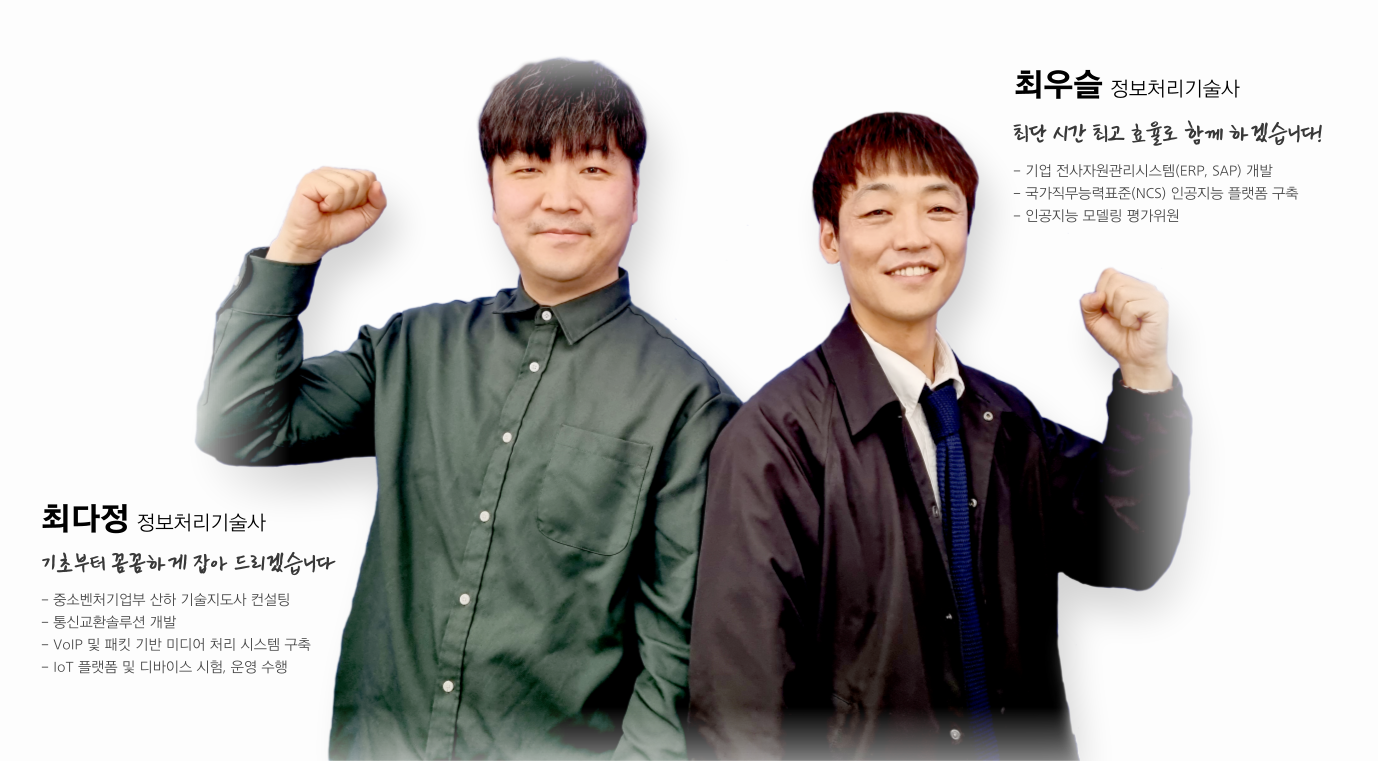 최우슬 정보처리기술사
최단 시간 최고 효율로 함께 하겠습니다!
- 기업 전사자원관리시스템(ERP, SAP) 개발
- 국가직무능력표준(NCS) 인공지능 플랫폼 구축
- 인공지능 모델링 평가위원
최다정 정보처리기술사
기초부터 꼼꼼하게 잡아 드리겠습니다
- 중소벤처기업부 산하 기술지도사 컨설팅
- 통신교환솔루션 개발
- VoIP 및 패킷 기반 미디어 처리 시스템 구축
- IoT 플랫폼 및 디바이스 시험, 운영 수행